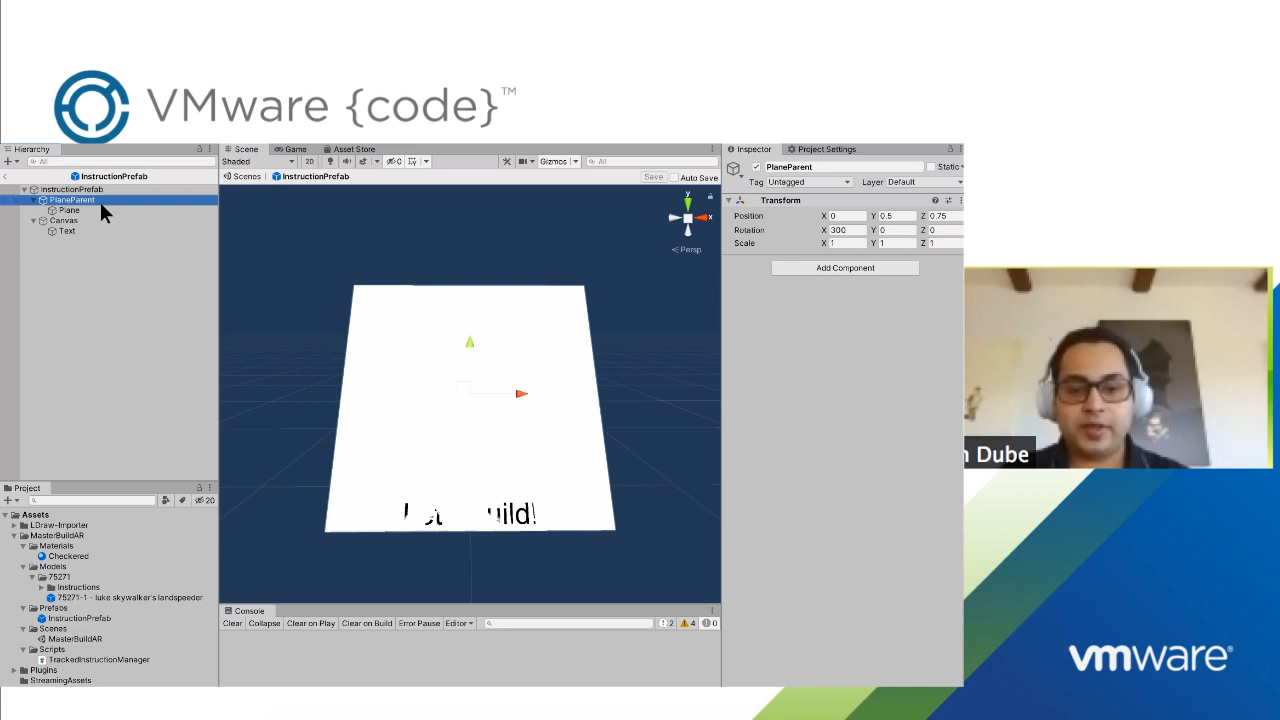 VMware {code}™
Hierarchy
All
InstructionPrefab
InstructionPrefab
PlaneParent
Plane
Canvas
Text
Scene Game Asset Store
Shaded 2D 0 Gizmos All
Scenes InstructionPrefab Save Auto Save
y
x
Persp
uild!
Inspector Project Settings
PlaneParent Static
Tag Untagged Layer Default
Transform
Position X 0 Y 0.5 Z 0.75
Rotation X 300 Y 0 Z 0
Scale X 1 Y 1 Z 1
Add Component
Project
20
Assets
LDraw-Importer
MasterBuildAR
Materials
Checkered
Models
75271
Instructions
75271-1 - luke skywalker's landspeeder
Prefabs
InstructionPrefab
Scenes
MasterBuildAR
Scripts
TrackedInstructionManager
Plugins
StreamingAssets
Console
Clear Collapse Clear on Play Clear on Build Error Pause Editor 2 4 0
Dube
vmware®